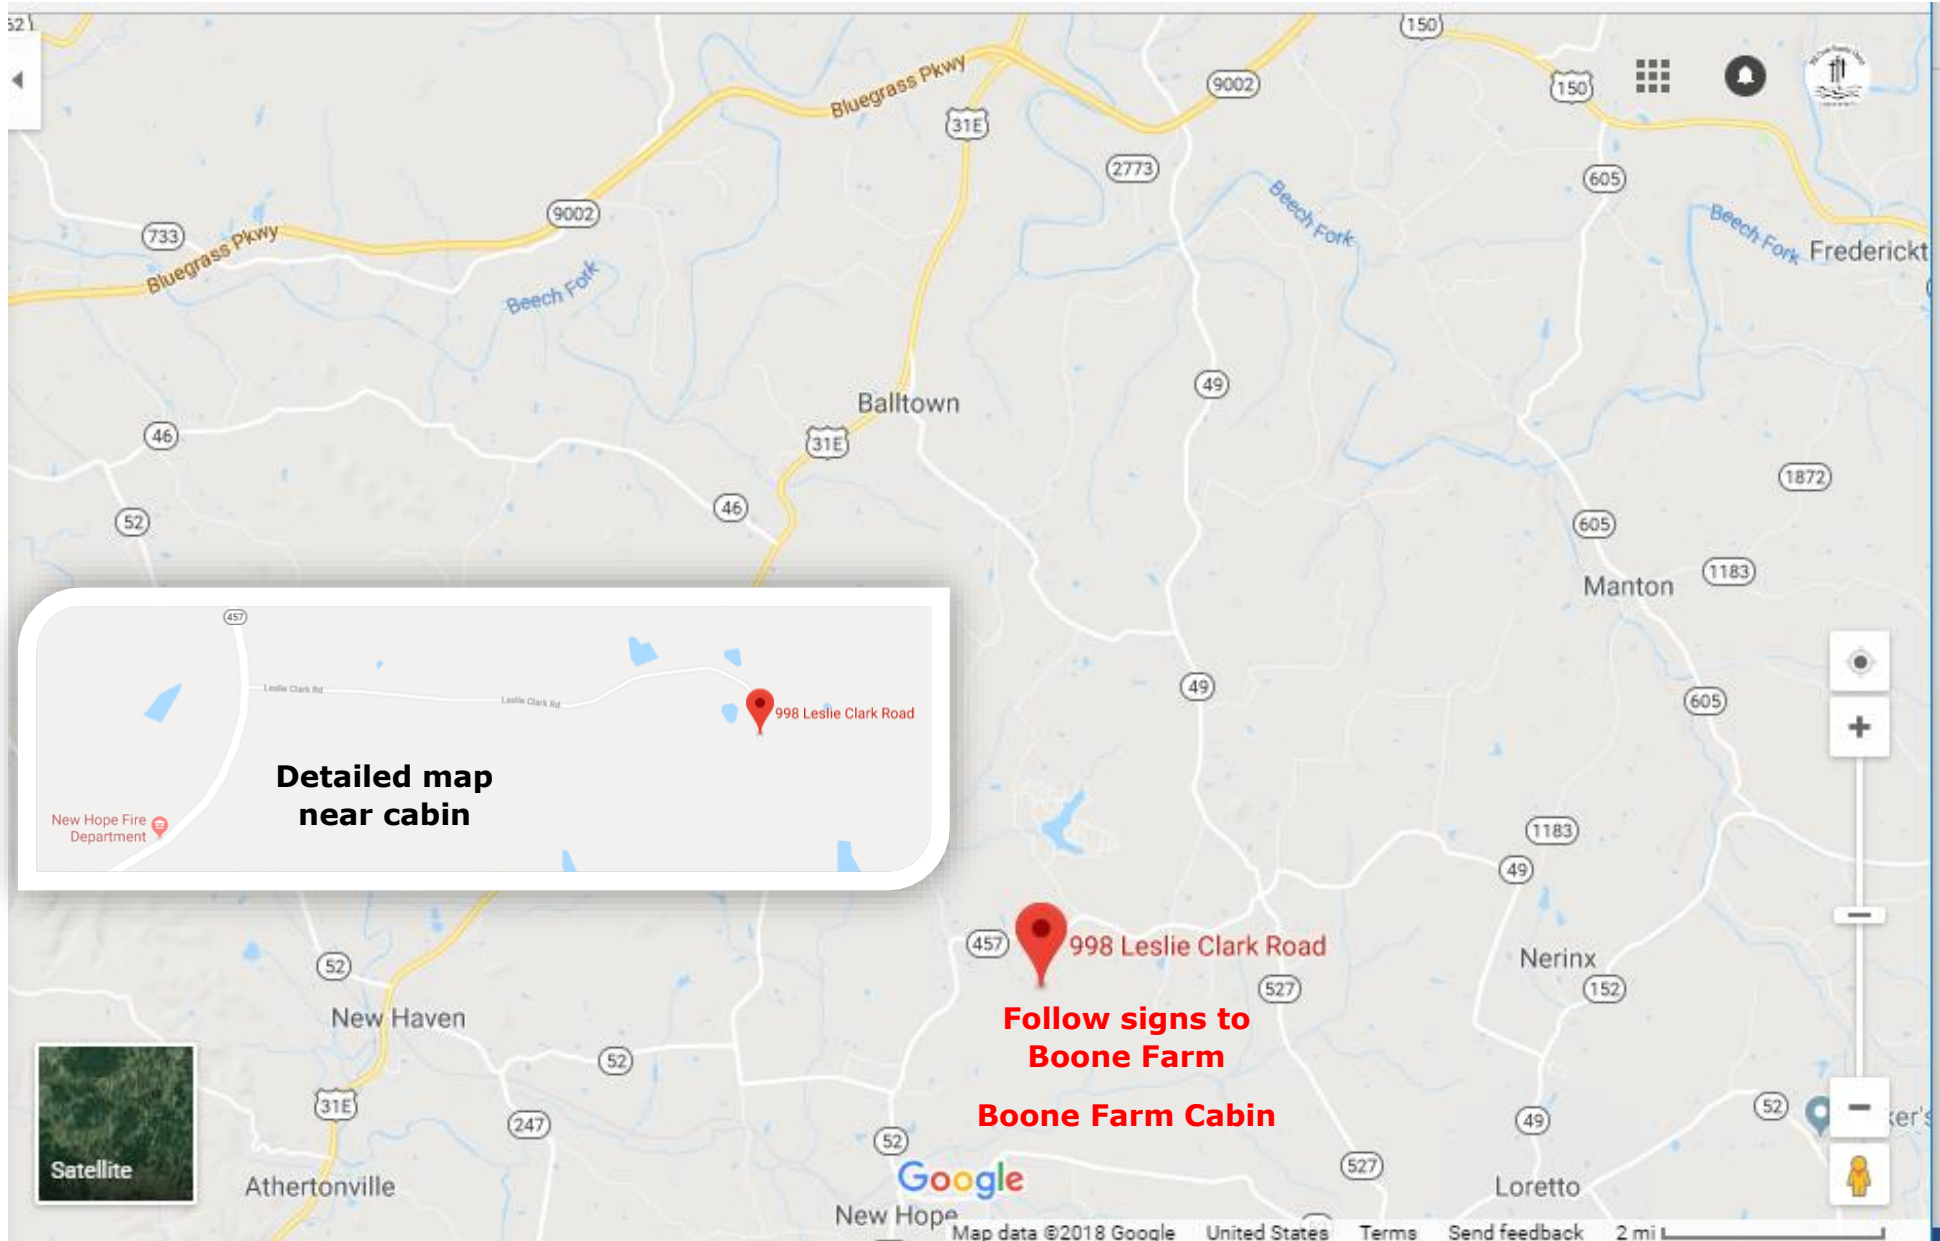 521
150
9002
150
Bluegrass Pkwy
31E
2773
605
Beech Fork
Beech Fork
Frederickt
9002
733
Bluegrass Pkwy
Beech Fork
49
Balltown
46
31E
46
52
1872
605
1183
Manton
457
Leslie Clark Rd
Leslie Clark Rd
998 Leslie Clark Road
Detailed map
near cabin
New Hope Fire
Department
49
605
1183
49
457
998 Leslie Clark Road
Nerinx
527
152
Follow signs to
Boone Farm
Boone Farm Cabin
52
New Haven
52
31E
247
52
49
52
ker's
Satellite
Athertonville
Google
527
Loretto
New Hope
Map data ©2018 Google United States Terms Send feedback 2 mi